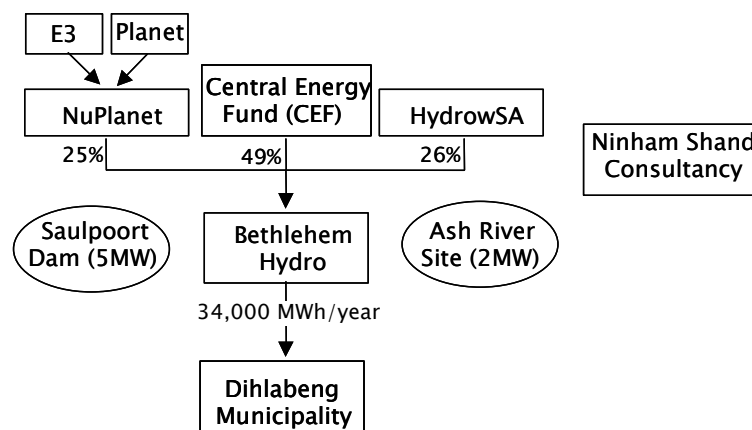 E3
Planet
NuPlanet
Central Energy
Fund (CEF)
HydrowSA
Ninham Shand
Consultancy
25%
49%
26%
Saulpoort
Dam (5MW)
Bethlehem
Hydro
Ash River
Site (2MW)
34,000 MWh/year
Dihlabeng
Municipality